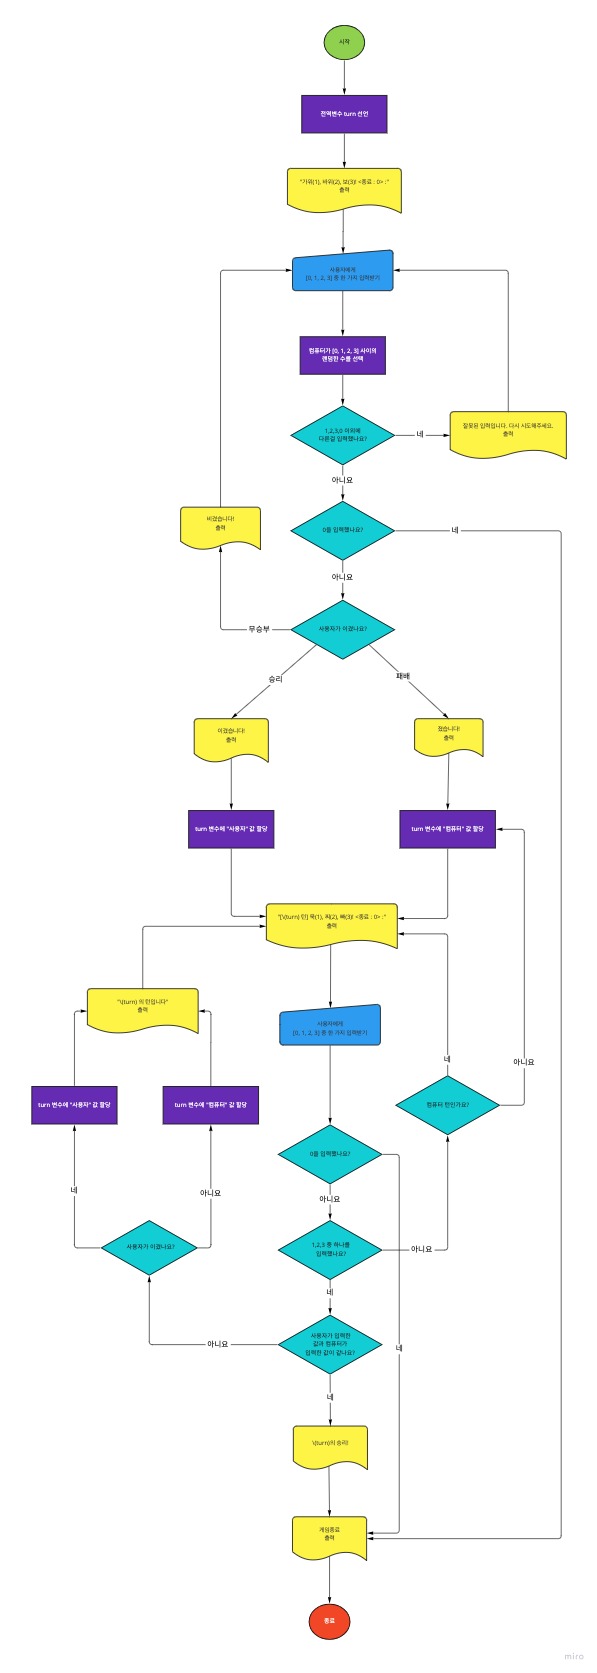 시작
전역변수 turn 선언
"가위(1), 바위(2), 보(3)! <종료 : 0> : "
출력
사용자에게
[0, 1, 2, 3] 중 한 가지 입력받기
컴퓨터가 [0, 1, 2, 3] 사이의
랜덤한 수를 선택
1,2,3,0 이외에
다른걸 입력했나요?
네
잘못된 입력입니다. 다시 시도해주세요.
출력
아니요
비겼습니다!
출력
0을 입력했나요?
네
아니요
사용자가 이겼나요?
무승부
승리
패배
이겼습니다!
출력
졌습니다!
출력
turn 변수에 "사용자" 값 할당
turn 변수에 "컴퓨터" 값 할당
"[\(turn) 턴] 묵(1), 찌(2), 빠(3)! <종료 : 0> : "
출력
"\(turn) 의 턴입니다"
출력
사용자에게
[0, 1, 2, 3] 중 한 가지 입력받기
네
아니요
turn 변수에 "사용자" 값 할당
turn 변수에 "컴퓨터" 값 할당
컴퓨터 턴인가요?
0을 입력했나요?
네
아니요
아니요
사용자가 이겼나요?
1,2,3 중 하나를
입력했나요?
아니요
네
아니요
사용자가 입력한
값과 컴퓨터가
입력한 값이 같나요?
네
네
\(turn)의 승리!
게임종료
출력
종료
miro